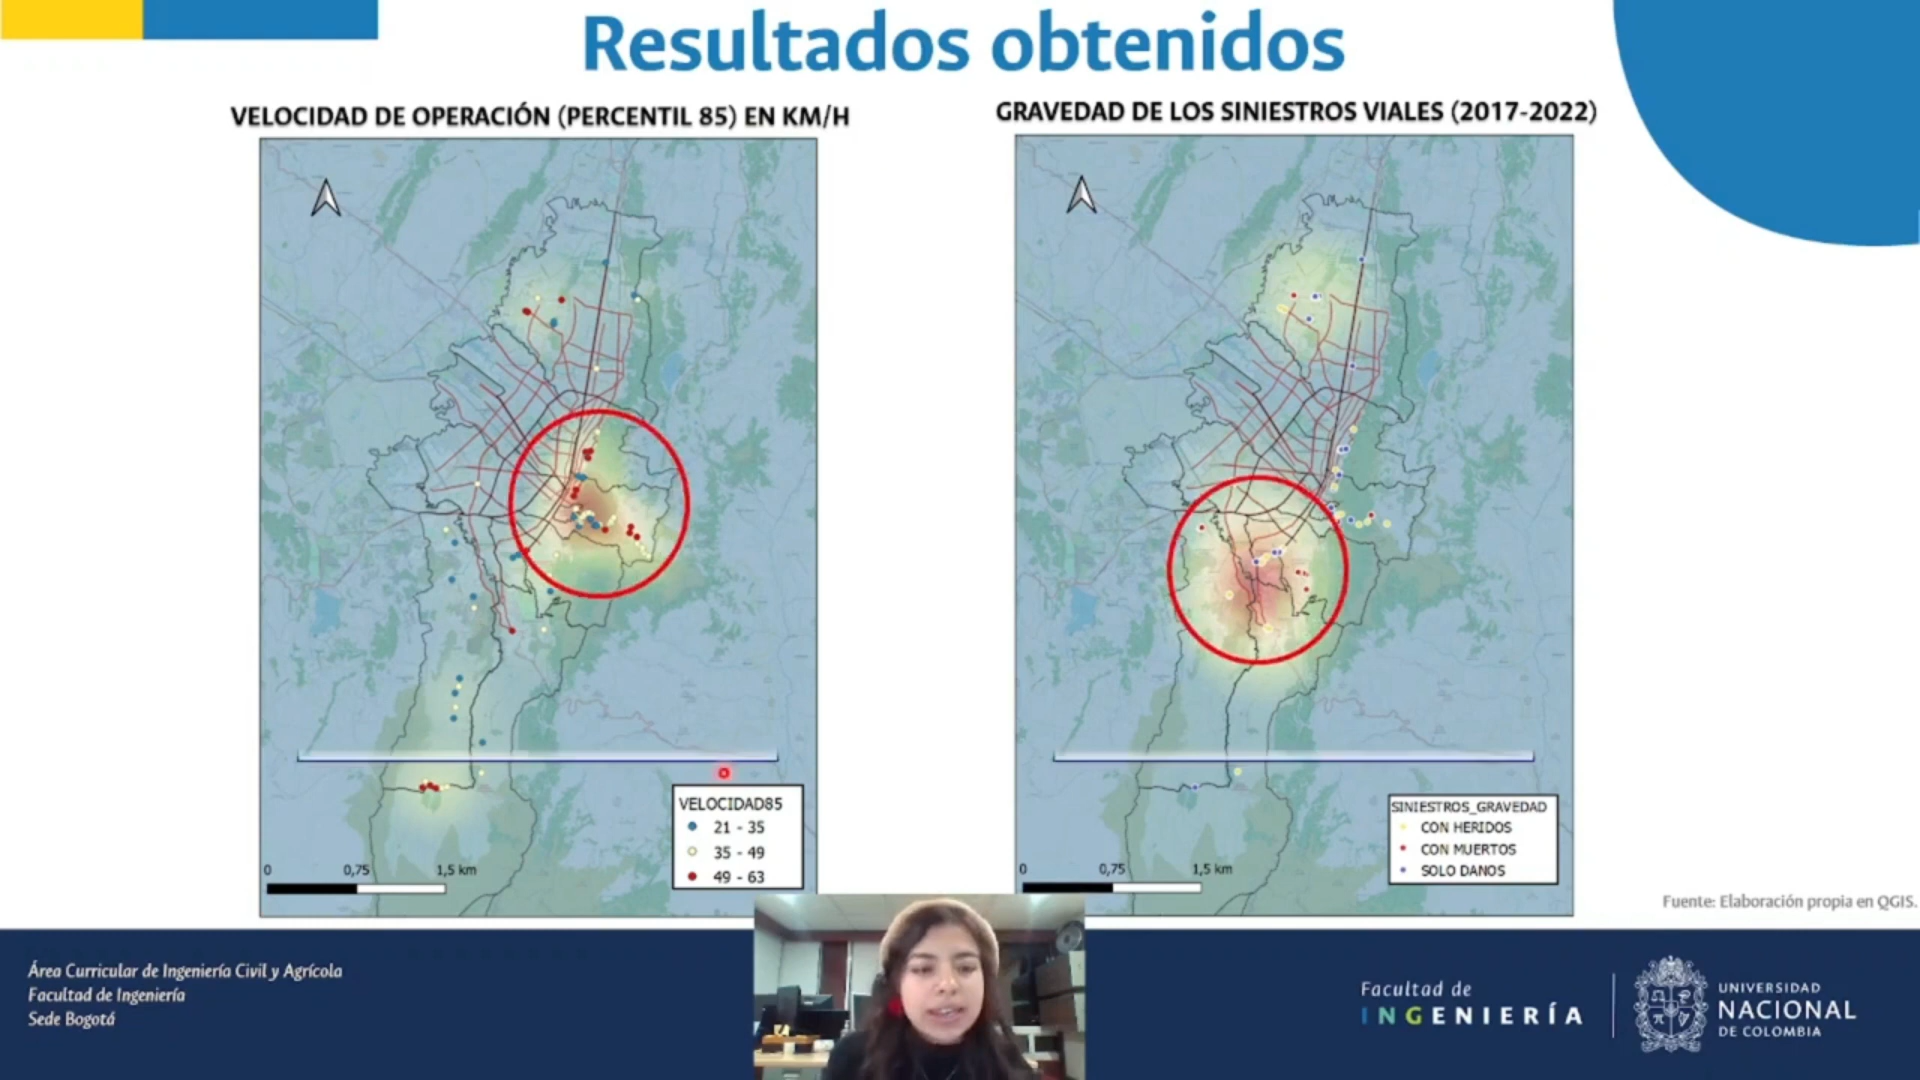 Resultados obtenidos
VELOCIDAD DE OPERACIÓN (PERCENTIL 85) EN KM/H
GRAVEDAD DE LOS SINIESTROS VIALES (2017-2022)
VELOCIDAD85
21 - 35
35 - 49
49 - 63
0 0,75 1,5 km
SINIESTROS_GRAVEDAD
CON HERIDOS
CON MUERTOS
SOLO DANOS
0 0,75 1,5 km
Fuente: Elaboración propia en QGIS.
Área Curricular de Ingeniería Civil y Agrícola
Facultad de Ingeniería
Sede Bogotá
Facultad de
INGENIERÍA
UNIVERSIDAD
NACIONAL
DE COLOMBIA